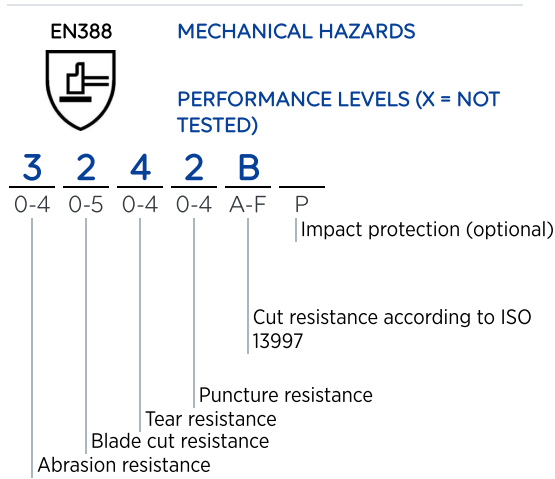 EN388
MECHANICAL HAZARDS
PERFORMANCE LEVELS (X = NOT
TESTED)
3 2 4 2 B
0-4 0-5 0-4 0-4 A-F P
Impact protection (optional)
Cut resistance according to ISO
13997
Puncture resistance
Tear resistance
Blade cut resistance
Abrasion resistance